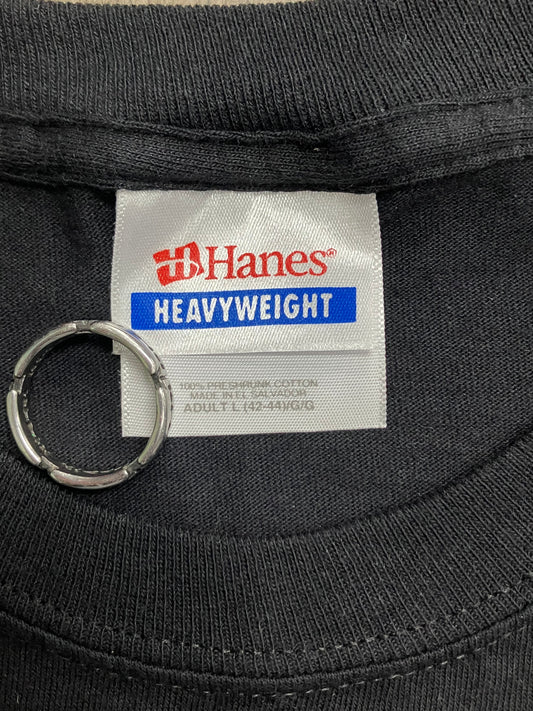 Hanes®
HEAVYWEIGHT
100% PRESHRUNK COTTON
MADE IN EL SALVADOR
ADULT L (42-44)/G/G